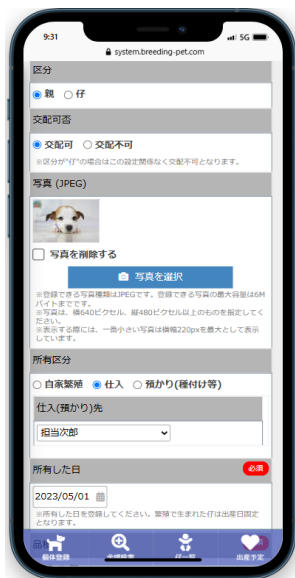 9:31
5G
system.breeding-pet.com
区分
親 仔
交配可否
交配可 交配不可
※区分が"仔"の場合はこの設定関係なく交配不可となります。
写真 (JPEG)
写真を削除する
写真を選択
※登録できる写真種類はJPEGです。登録できる写真の最大容量は6M
バイトまでです。
※写真は、横640ピクセル、縦480ピクセル以上のものを指定してく
ださい。
※表示する際には、一番小さい写真は横幅220pxを最大として表示
しています。
所有区分
自家繁殖 仕入 預かり(種付け等)
仕入(預かり)先
担当次郎
所有した日 必須
2023/05/01
※所有した日を登録してください。繁殖で生まれた仔は出産日固定
となります。
個体登録 仔一覧 出産予定